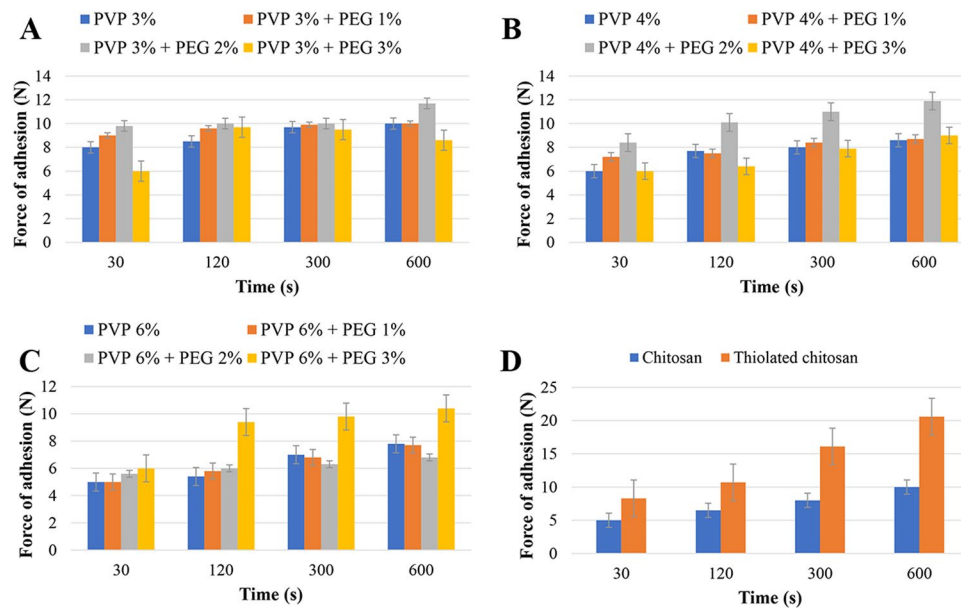 A
PVP 3% PVP 3% + PEG 1%
PVP 3% + PEG 2% PVP 3% + PEG 3%
Force of adhesion (N)
14
12
10
8
6
4
2
0
30 120 300 600
Time (s)
B
PVP 4% PVP 4% + PEG 1%
PVP 4% + PEG 2% PVP 4% + PEG 3%
Force of adhesion (N)
14
12
10
8
6
4
2
0
30 120 300 600
Time (s)
C
PVP 6% PVP 6% + PEG 1%
PVP 6% + PEG 2% PVP 6% + PEG 3%
Force of adhesion (N)
12
10
8
6
4
2
0
30 120 300 600
Time (s)
D
Chitosan Thiolated chitosan
Force of adhesion (N)
25
20
15
10
5
0
30 120 300 600
Time (s)